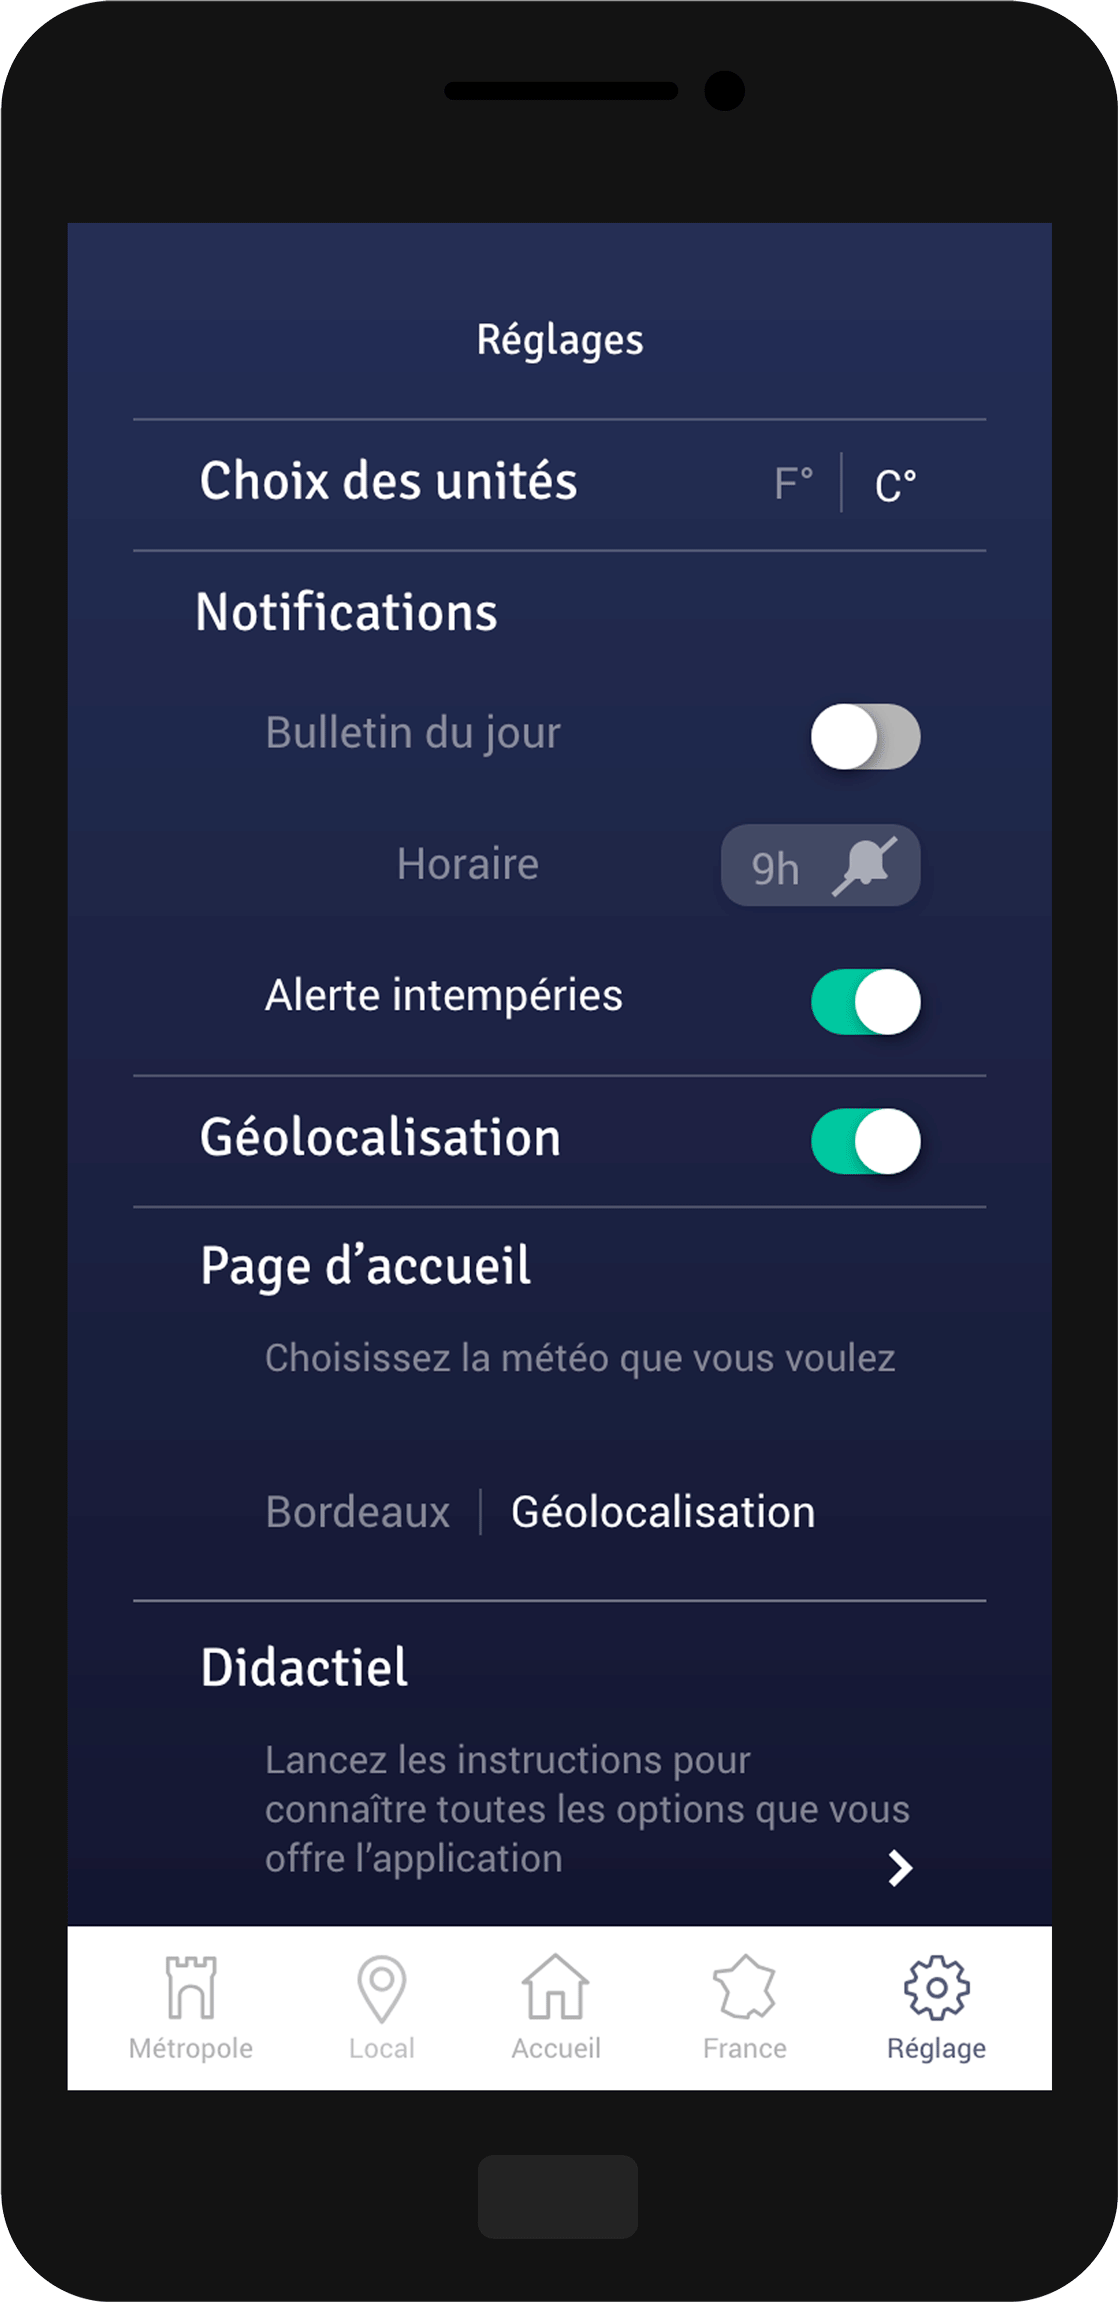 Réglages
Choix des unités F° C°
Notifications
Bulletin du jour
Horaire 9h
Alerte intempéries
Géolocalisation
Page d’accueil
Choisissez la météo que vous voulez
Bordeaux Géolocalisation
Didactiel
Lancez les instructions pour
connaître toutes les options que vous
offre l’application
Métropole Local Accueil France Réglage